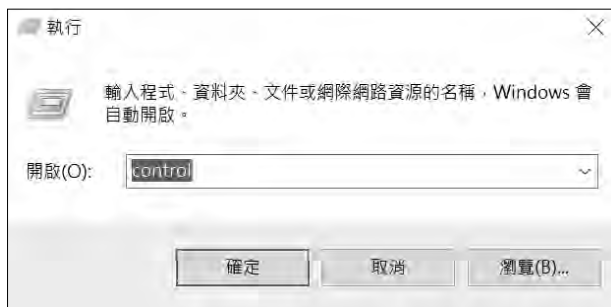 執行
輸入程式、資料夾、文件或網際網路資源的名稱，Windows 會
自動開啟。
開啟(O):
control
確定
取消
瀏覽(B)...